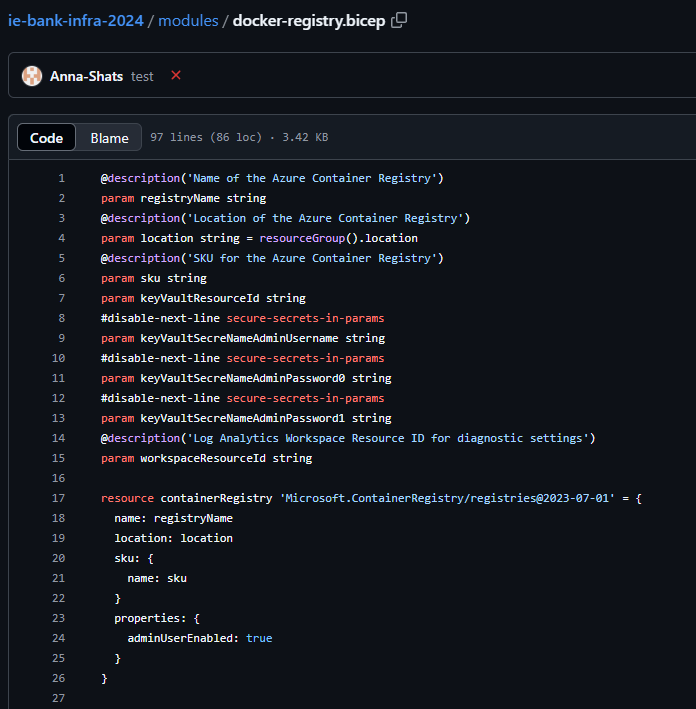 ie-bank-infra-2024 / modules / docker-registry.bicep
Anna-Shats test
Code Blame 97 lines (86 loc) · 3.42 KB
1 @description('Name of the Azure Container Registry')
2 param registryName string
3 @description('Location of the Azure Container Registry')
4 param location string = resourceGroup().location
5 @description('SKU for the Azure Container Registry')
6 param sku string
7 param keyVaultResourceId string
8 #disable-next-line secure-secrets-in-params
9 param keyVaultSecreNameAdminUsername string
10 #disable-next-line secure-secrets-in-params
11 param keyVaultSecreNameAdminPassword0 string
12 #disable-next-line secure-secrets-in-params
13 param keyVaultSecreNameAdminPassword1 string
14 @description('Log Analytics Workspace Resource ID for diagnostic settings')
15 param workspaceResourceId string
16
17 resource containerRegistry 'Microsoft.ContainerRegistry/registries@2023-07-01' = {
18   name: registryName
19   location: location
20   sku: {
21     name: sku
22   }
23   properties: {
24     adminUserEnabled: true
25   }
26 }
27